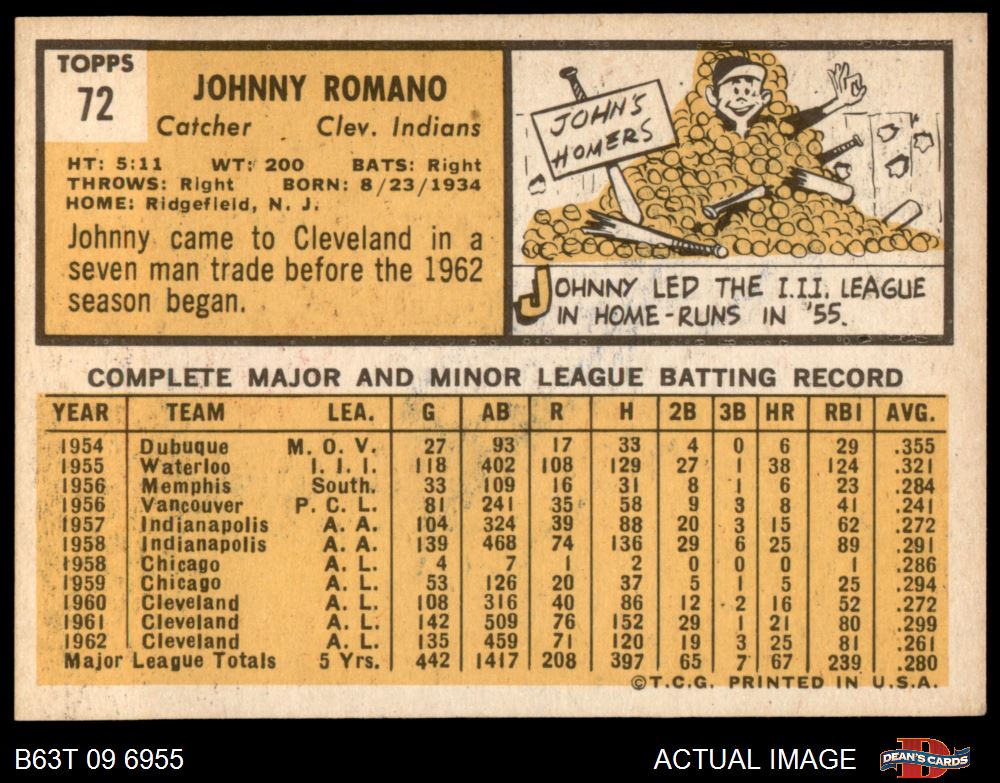 TOPPS
72
JOHNNY ROMANO
Catcher Clev. Indians
HT: 5:11 WT: 200 BATS: Right
THROWS: Right BORN: 8/23/1934
HOME: Ridgefield, N. J.
Johnny came to Cleveland in a
seven man trade before the 1962
season began.
JOHN'S
HOMERS
JOHNNY LED THE I.I.I. LEAGUE
IN HOME-RUNS IN '55.
COMPLETE MAJOR AND MINOR LEAGUE BATTING RECORD
YEAR TEAM LEA. G AB R H 2B 3B HR RBI AVG.
1954 Dubuque M. O. V. 27 93 17 33 4 0 6 29 .355
1955 Waterloo I. I. I. 118 402 108 129 27 1 38 124 .321
1956 Memphis South. 33 109 16 31 8 1 6 23 .284
1956 Vancouver P. C. L. 81 241 35 58 9 3 8 41 .241
1957 Indianapolis A. A. 104 324 39 88 20 3 15 62 .272
1958 Indianapolis A. A. 139 468 74 136 29 6 25 89 .291
1958 Chicago A. L. 4 7 1 2 0 0 0 1 .286
1959 Chicago A. L. 53 126 20 37 5 1 5 25 .294
1960 Cleveland A. L. 108 316 40 86 12 2 16 52 .272
1961 Cleveland A. L. 142 509 76 152 29 1 21 80 .299
1962 Cleveland A. L. 135 459 71 120 19 3 25 81 .261
Major League Totals 5 Yrs. 442 1417 208 397 65 7 67 239 .280
©T.C.G. PRINTED IN U.S.A.
B63T 09 6955 ACTUAL IMAGE DEAN'S CARDS